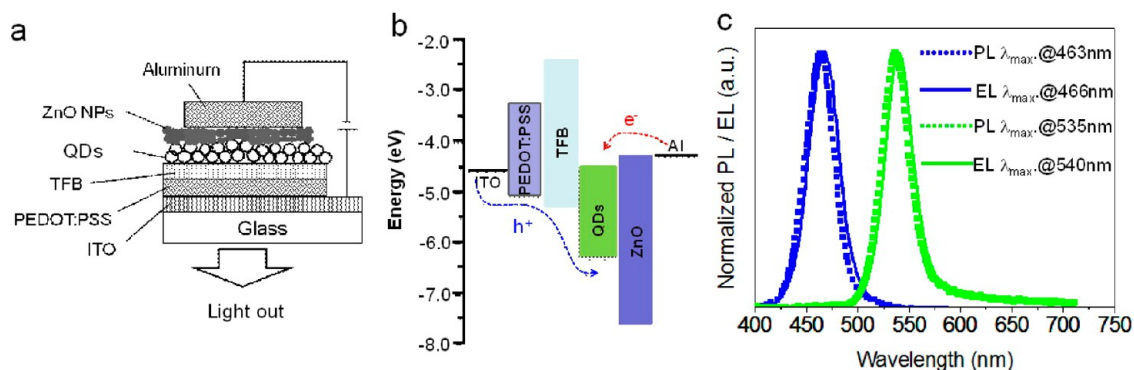 a
Aluminum
ZnO NPs
QDs
TFB
PEDOT:PSS
ITO
Glass
Light out
b
Energy (eV)
-2.0
-3.0
-4.0
-5.0
-6.0
-7.0
-8.0
ITO
PEDOT:PSS
TFB
QDs
ZnO
Al
e⁻
h⁺
c
Normalized PL / EL (a.u.)
PL λmax.@463nm
EL λmax.@466nm
PL λmax.@535nm
EL λmax.@540nm
400 450 500 550 600 650 700 750
Wavelength (nm)